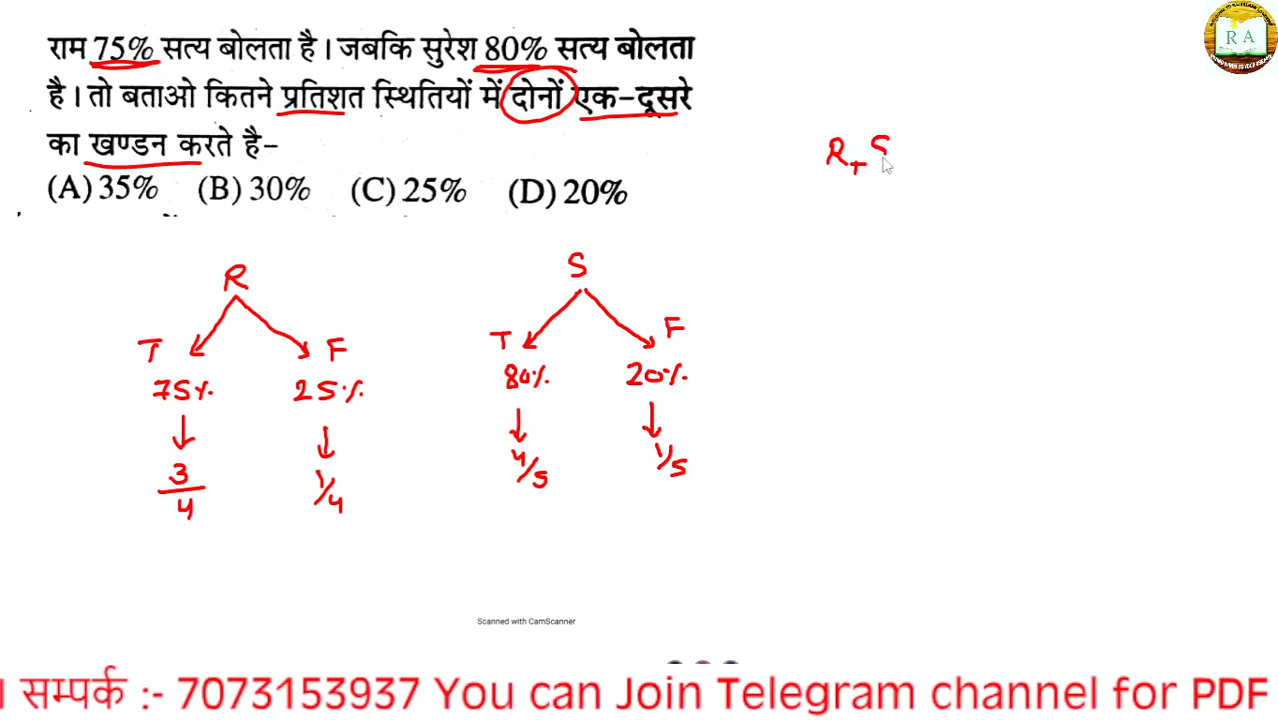 राम 75% सत्य बोलता है। जबकि सुरेश 80% सत्य बोलता
है। तो बताओ कितने प्रतिशत स्थितियों में दोनों एक-दूसरे
का खण्डन करते है-
(A) 35% (B) 30% (C) 25% (D) 20%
R A
R T S
R
S
T F
T F
75% 25%
80% 20%
3/4 1/4
4/5 1/5
Scanned with CamScanner
। सम्पर्क :- 7073153937 You can Join Telegram channel for PDF